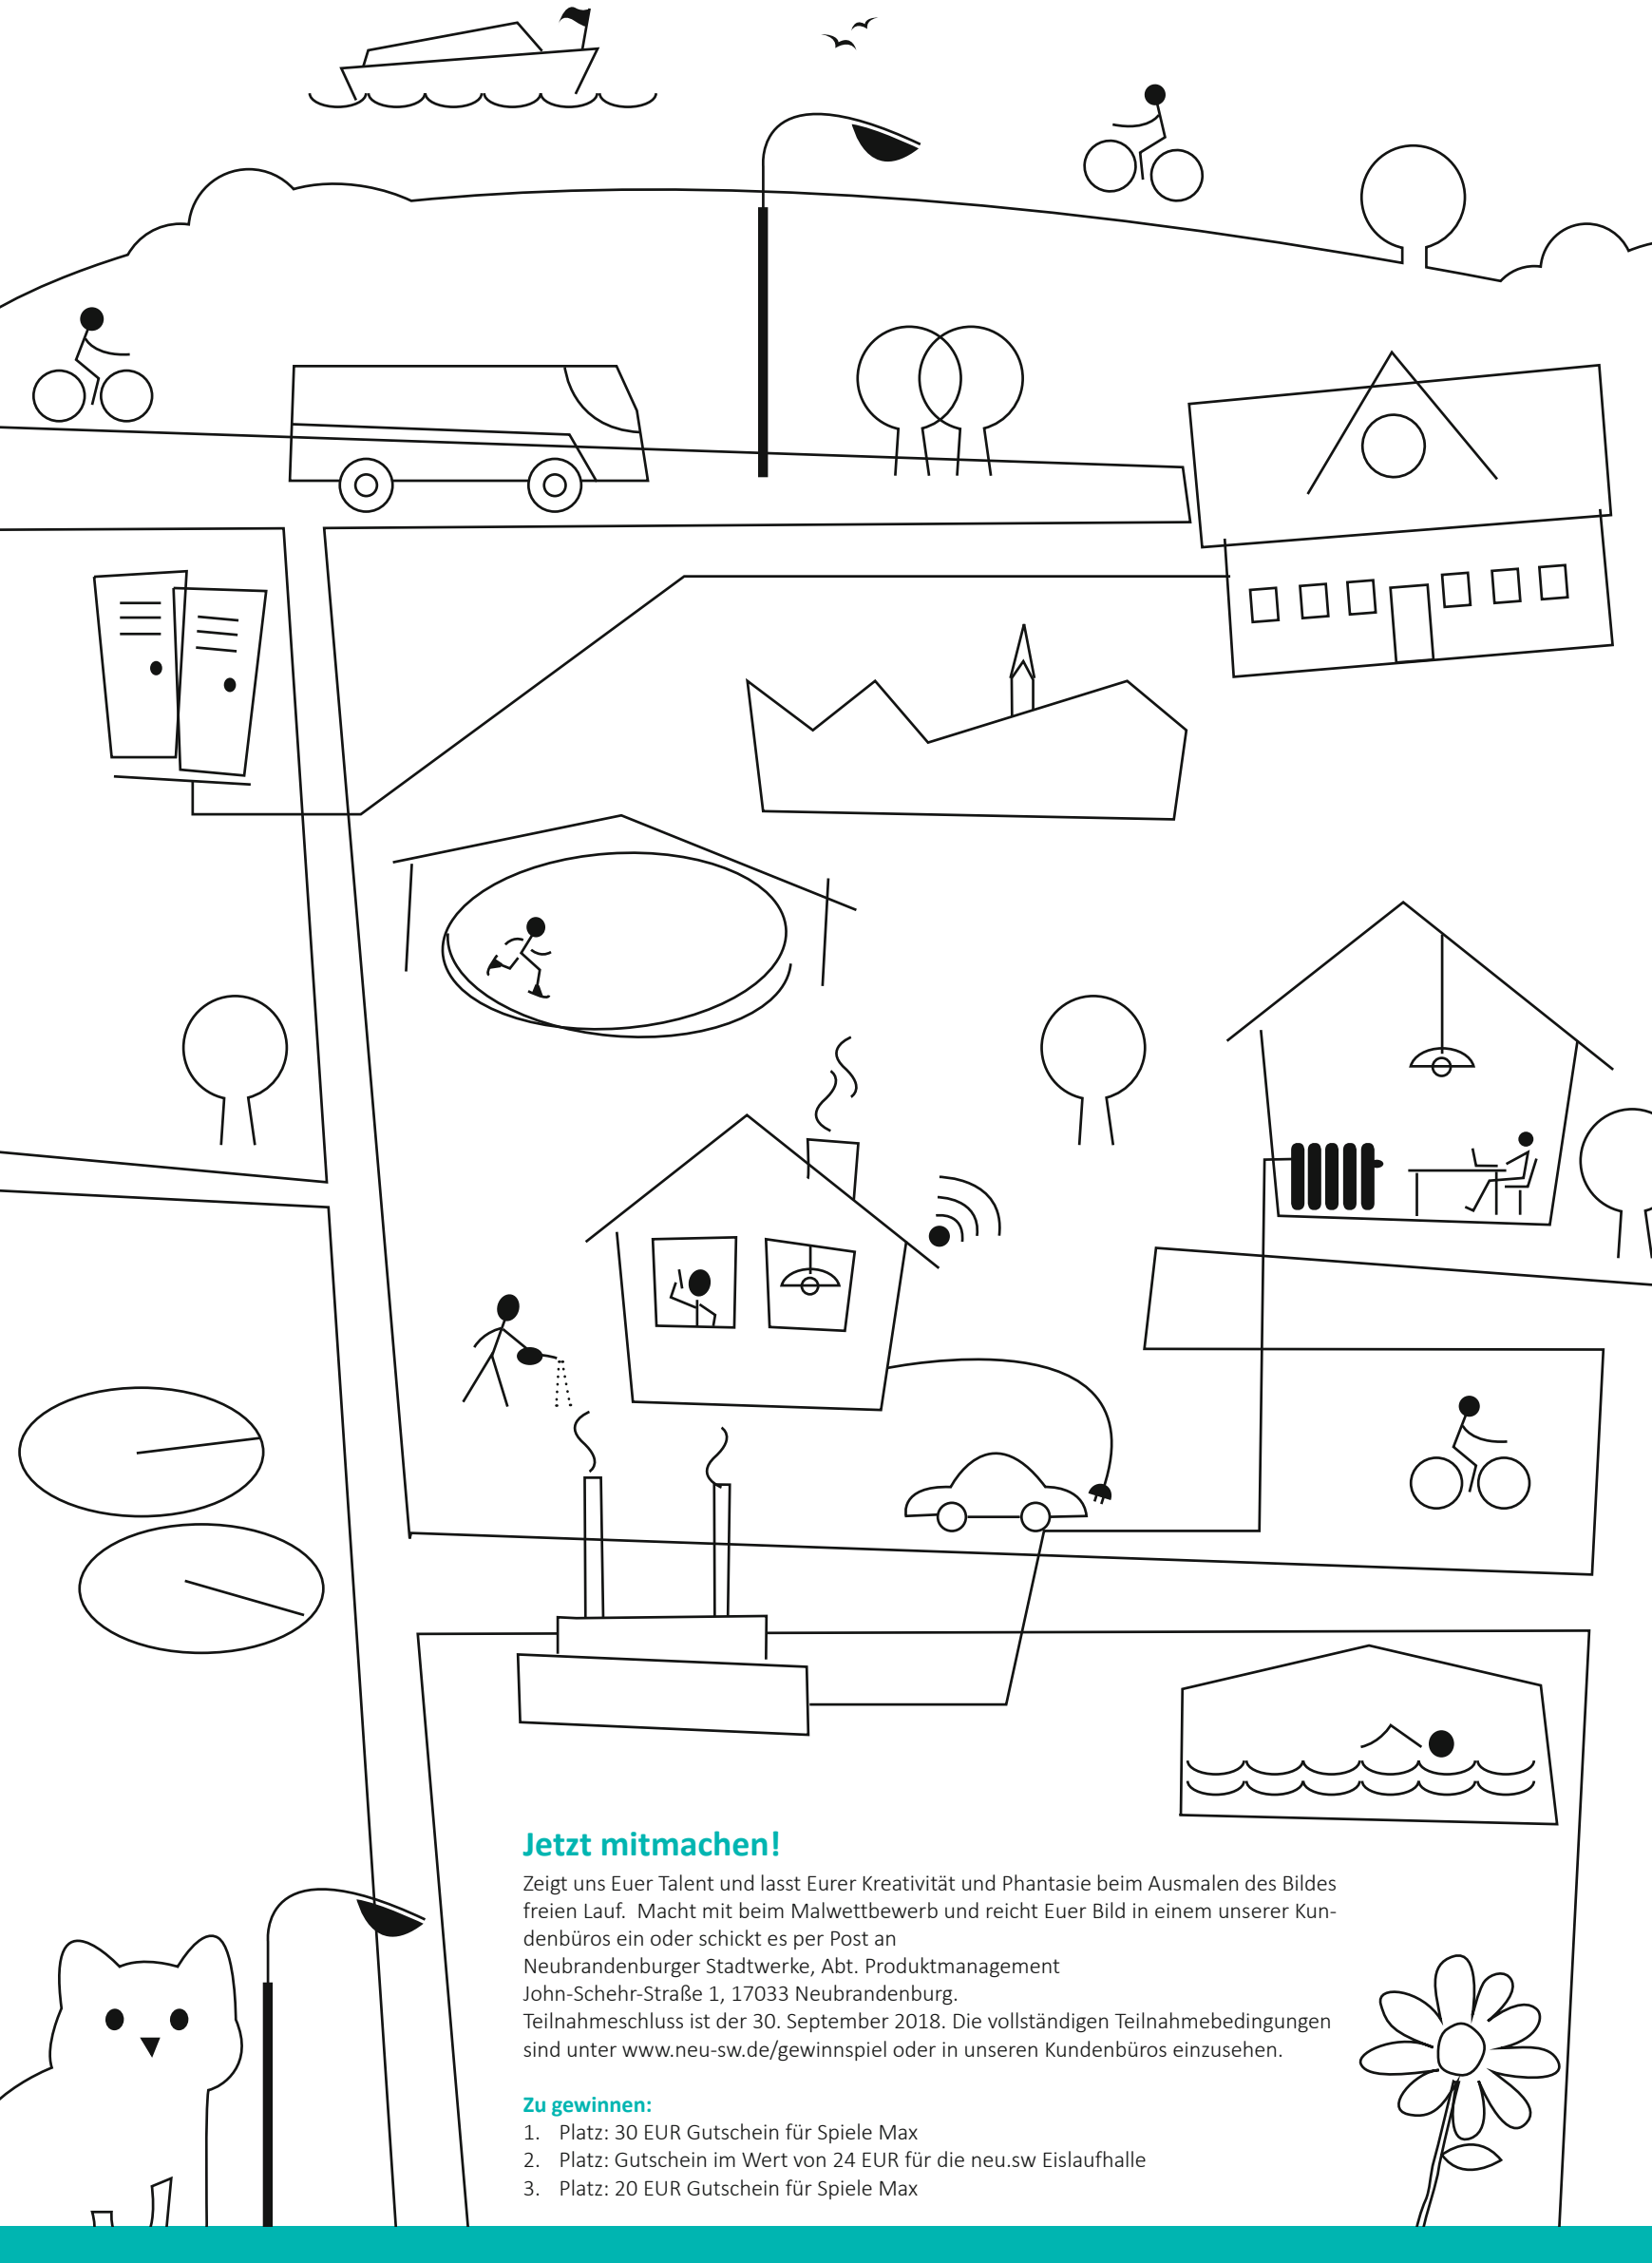 Jetzt mitmachen!
Zeigt uns Euer Talent und lasst Eurer Kreativität und Phantasie beim Ausmalen des Bildes
freien Lauf.  Macht mit beim Malwettbewerb und reicht Euer Bild in einem unserer Kun-
denbüros ein oder schickt es per Post an
Neubrandenburger Stadtwerke, Abt. Produktmanagement
John-Schehr-Straße 1, 17033 Neubrandenburg.
Teilnahmeschluss ist der 30. September 2018. Die vollständigen Teilnahmebedingungen
sind unter www.neu-sw.de/gewinnspiel oder in unseren Kundenbüros einzusehen.
Zu gewinnen:
1. Platz: 30 EUR Gutschein für Spiele Max
2. Platz: Gutschein im Wert von 24 EUR für die neu.sw Eislaufhalle
3. Platz: 20 EUR Gutschein für Spiele Max